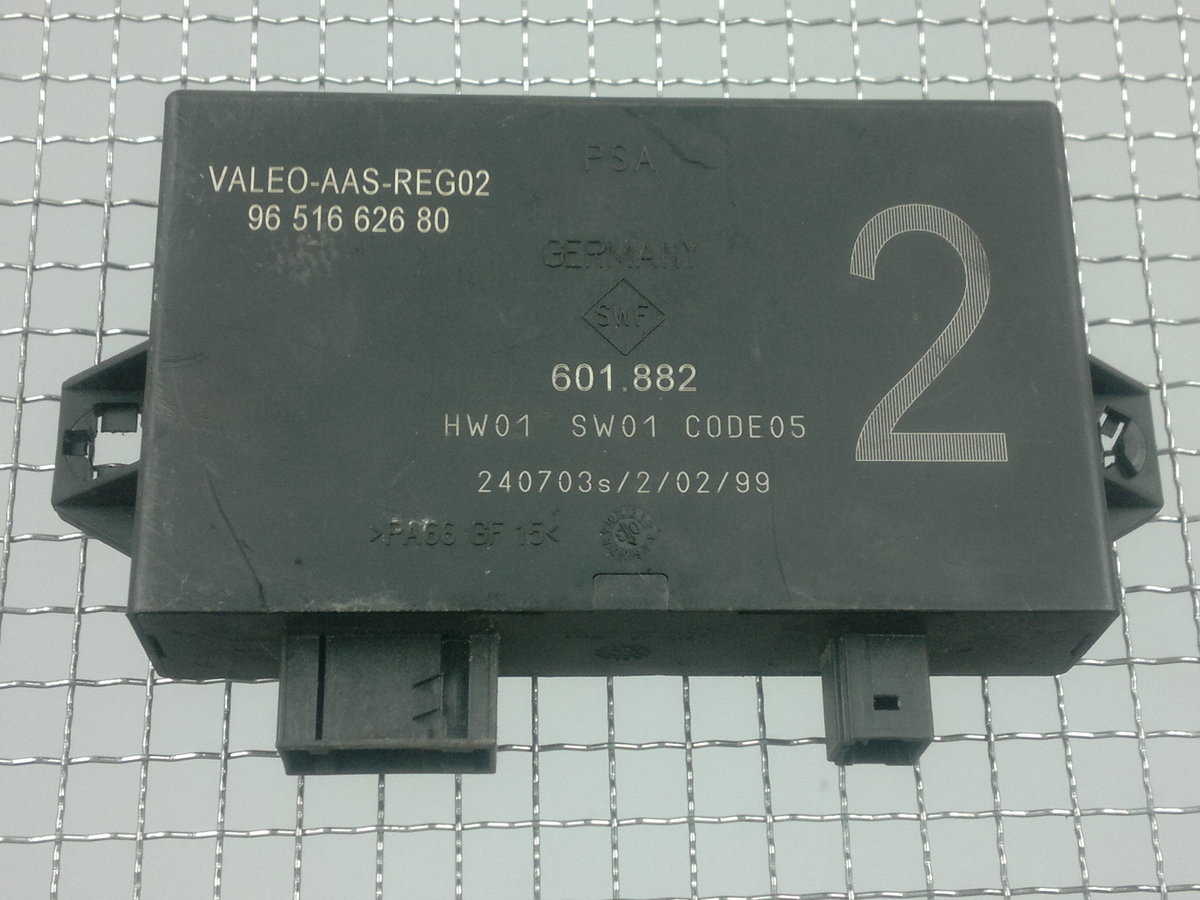 PSA
VALEO-AAS-REG02
96 516 626 80
GERMANY
SWF
2
601.882
HW01 SW01 CODE05
240703s/2/02/99
>PA66 GF 15<